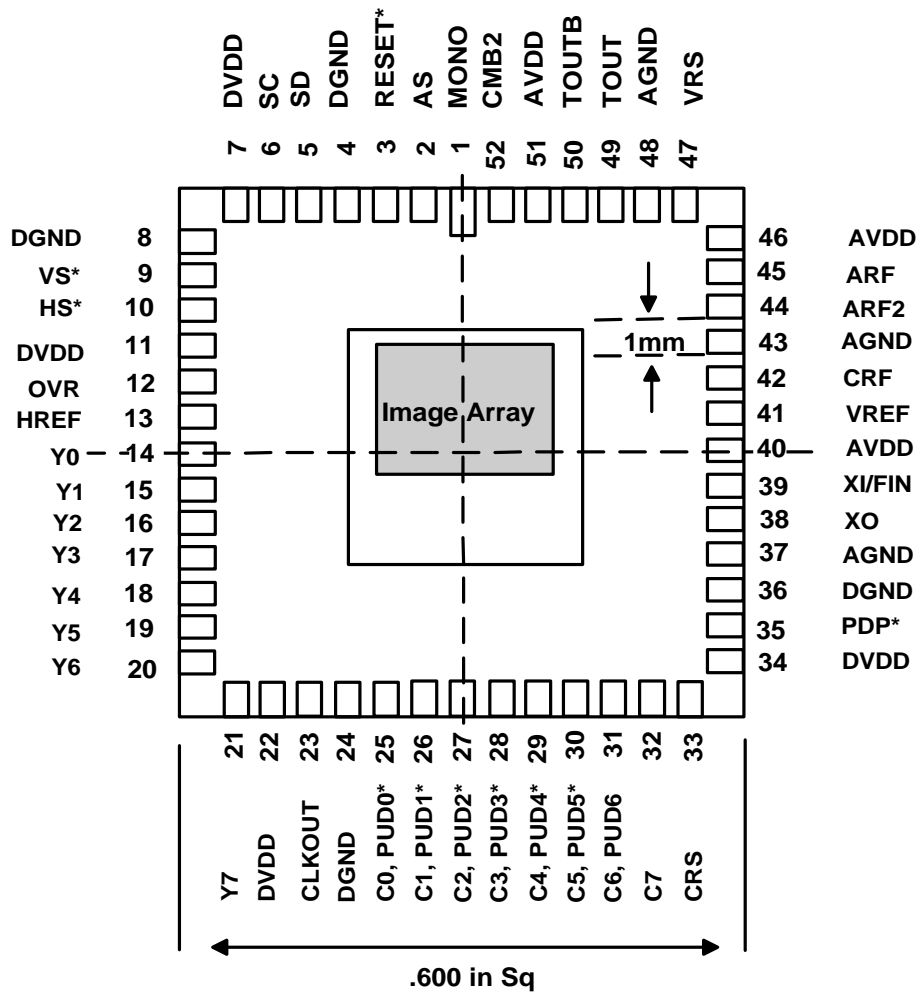 DVDD
SC
SD
DGND
RESET*
AS
MONO
CMB2
AVDD
TOUTB
TOUT
AGND
VRS
7
6
5
4
3
2
1
52
51
50
49
48
47
DGND 8
VS* 9
HS* 10
DVDD 11
OVR 12
HREF 13
Y0 14
Y1 15
Y2 16
Y3 17
Y4 18
Y5 19
Y6 20
46 AVDD
45 ARF
44 ARF2
43 AGND
42 CRF
41 VREF
40 AVDD
39 XI/FIN
38 XO
37 AGND
36 DGND
35 PDP*
34 DVDD
1mm
Image Array
21
22
23
24
25
26
27
28
29
30
31
32
33
Y7
DVDD
CLKOUT
DGND
C0, PUD0*
C1, PUD1*
C2, PUD2*
C3, PUD3*
C4, PUD4*
C5, PUD5*
C6, PUD6
C7
CRS
.600 in Sq